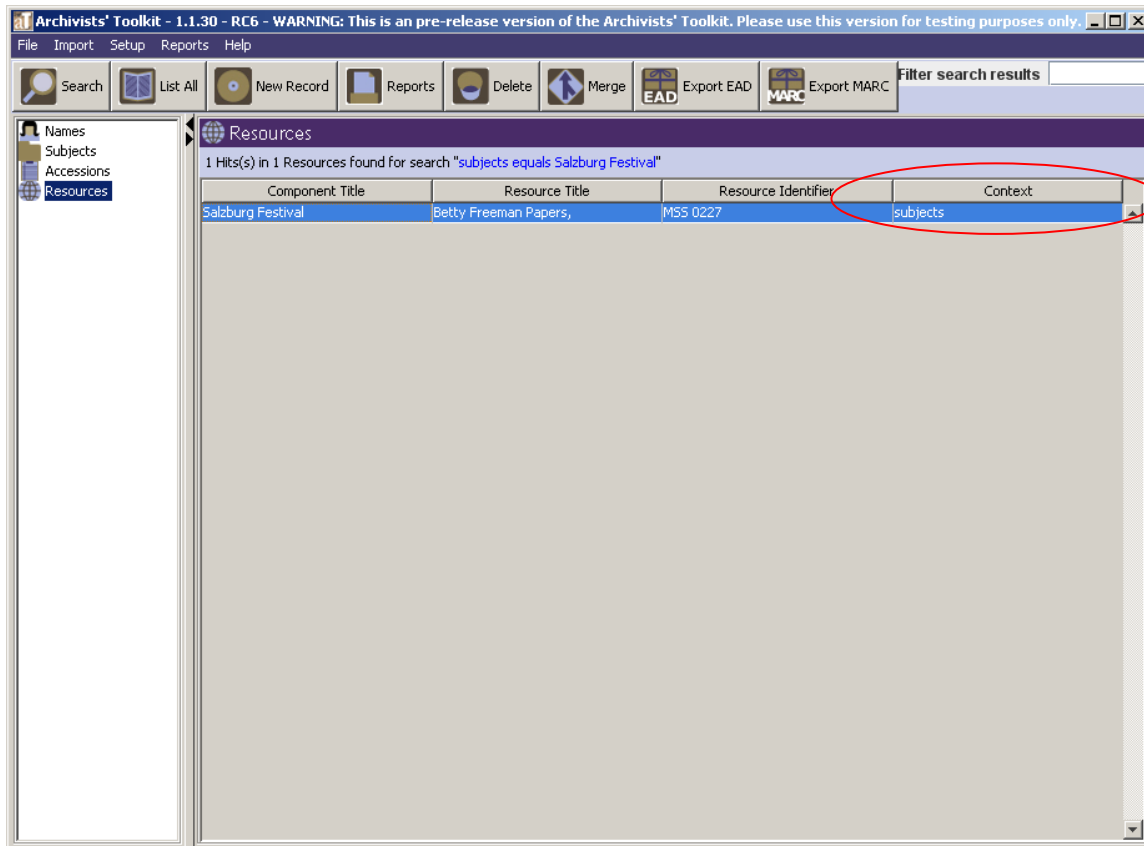 Archivists' Toolkit - 1.1.30 - RC6 - WARNING: This is an pre-release version of the Archivists' Toolkit. Please use this version for testing purposes only.
File Import Setup Reports Help
Search List All New Record Reports Delete Merge EAD Export EAD MARC Export MARC Filter search results
Names
Subjects
Accessions
Resources
Resources
1 Hits(s) in 1 Resources found for search "subjects equals Salzburg Festival"
Component Title Resource Title Resource Identifier Context
Salzburg Festival Betty Freeman Papers, MSS 0227 subjects